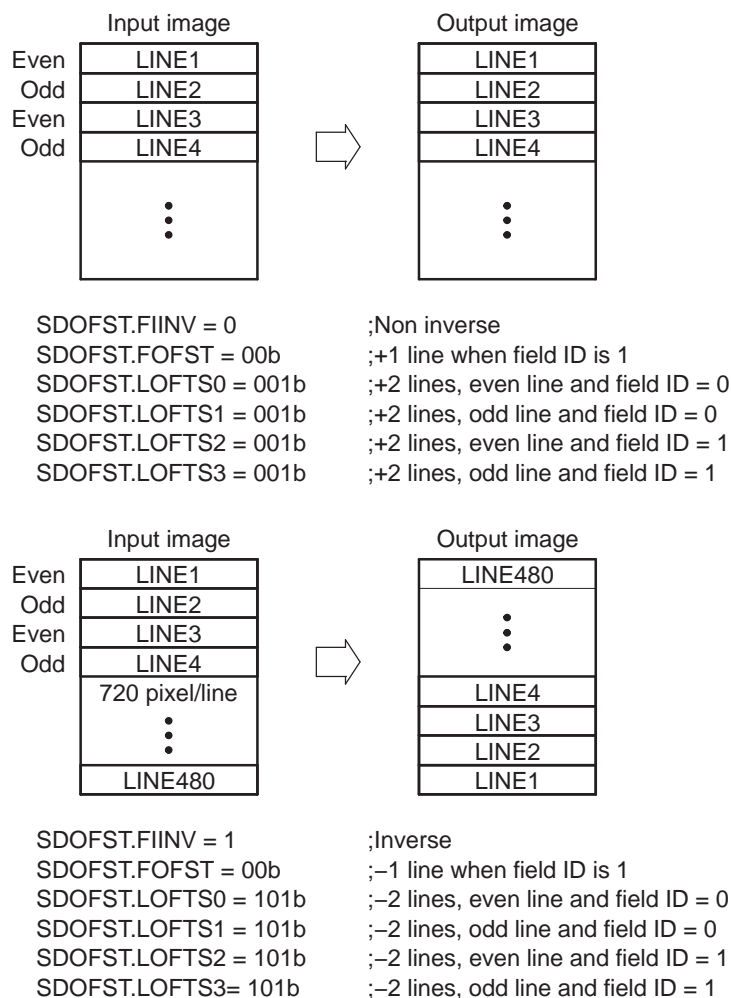 Input image Output image
Even LINE1 LINE1
Odd LINE2 LINE2
Even LINE3 LINE3
Odd LINE4 LINE4
SDOFST.FIINV = 0 ;Non inverse
SDOFST.FOFST = 00b ;+1 line when field ID is 1
SDOFST.LOFTS0 = 001b ;+2 lines, even line and field ID = 0
SDOFST.LOFTS1 = 001b ;+2 lines, odd line and field ID = 0
SDOFST.LOFTS2 = 001b ;+2 lines, even line and field ID = 1
SDOFST.LOFTS3 = 001b ;+2 lines, odd line and field ID = 1
Input image Output image
Even LINE1 LINE480
Odd LINE2
Even LINE3
Odd LINE4
720 pixel/line LINE4
LINE3
LINE2
LINE480 LINE1
SDOFST.FIINV = 1 ;Inverse
SDOFST.FOFST = 00b ;−1 line when field ID is 1
SDOFST.LOFTS0 = 101b ;−2 lines, even line and field ID = 0
SDOFST.LOFTS1 = 101b ;−2 lines, odd line and field ID = 0
SDOFST.LOFTS2 = 101b ;−2 lines, even line and field ID = 1
SDOFST.LOFTS3= 101b ;−2 lines, odd line and field ID = 1